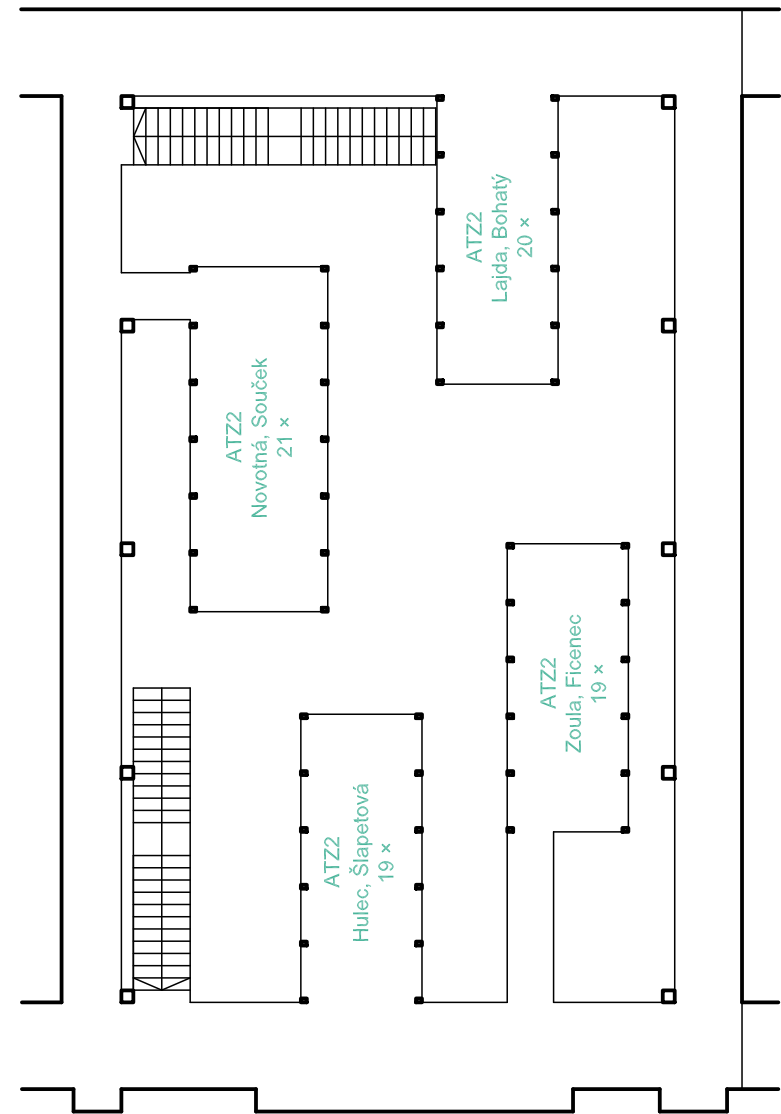 ATZ2
Lajda, Bohatý
20 ×
ATZ2
Novotná, Souček
21 ×
ATZ2
Zoula, Ficenec
19 ×
ATZ2
Hulec, Šlapetová
19 ×